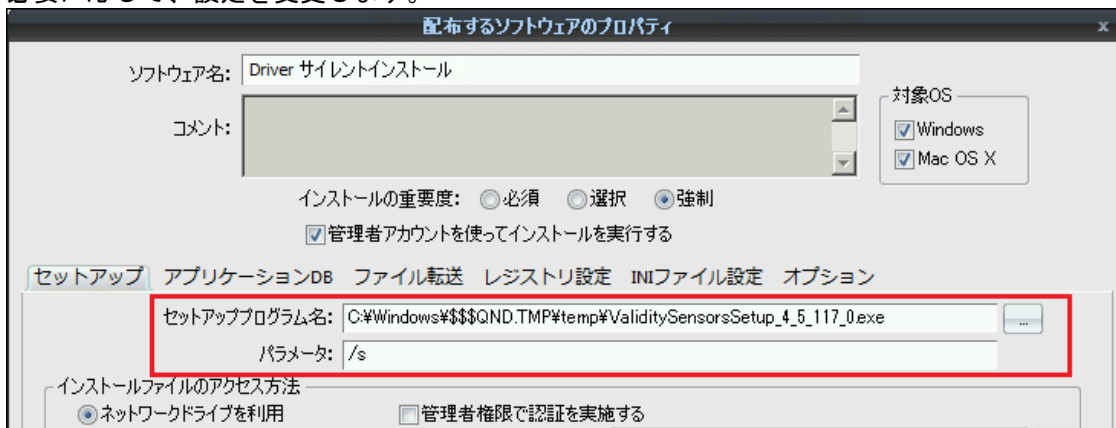 必要に応じて、設定を変更します。
配布するソフトウェアのプロパティ x
ソフトウェア名: Driver サイレントインストール
コメント:
対象OS
Windows
Mac OS X
インストールの重要度: 必須 選択 強制
管理者アカウントを使ってインストールを実行する
セットアップ アプリケーションDB ファイル転送 レジストリ設定 INIファイル設定 オプション
セットアッププログラム名: C:¥Windows¥$$$QND.TMP¥temp¥ValiditySensorsSetup_4_5_117_0.exe ...
パラメータ: /s
インストールファイルのアクセス方法
ネットワークドライブを利用 管理者権限で認証を実施する